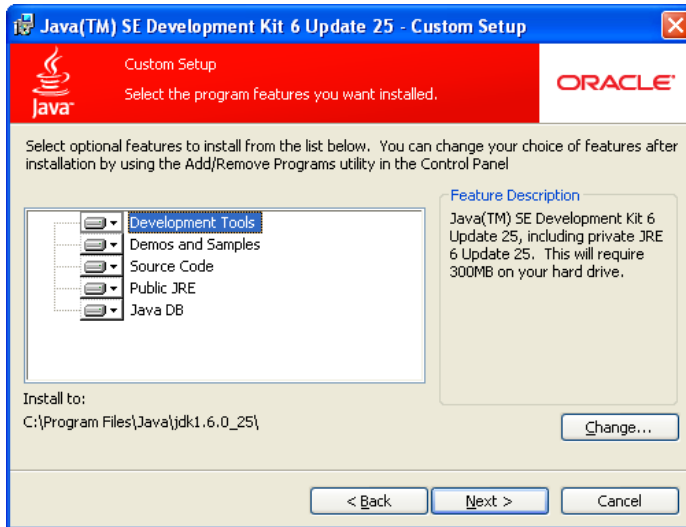 Java(TM) SE Development Kit 6 Update 25 - Custom Setup
Custom Setup
Select the program features you want installed.
Java
ORACLE
Select optional features to install from the list below.  You can change your choice of features after
installation by using the Add/Remove Programs utility in the Control Panel
Development Tools
Demos and Samples
Source Code
Public JRE
Java DB
Feature Description
Java(TM) SE Development Kit 6
Update 25, including private JRE
6 Update 25.  This will require
300MB on your hard drive.
Install to:
C:\Program Files\Java\jdk1.6.0_25\
Change...
< Back
Next >
Cancel